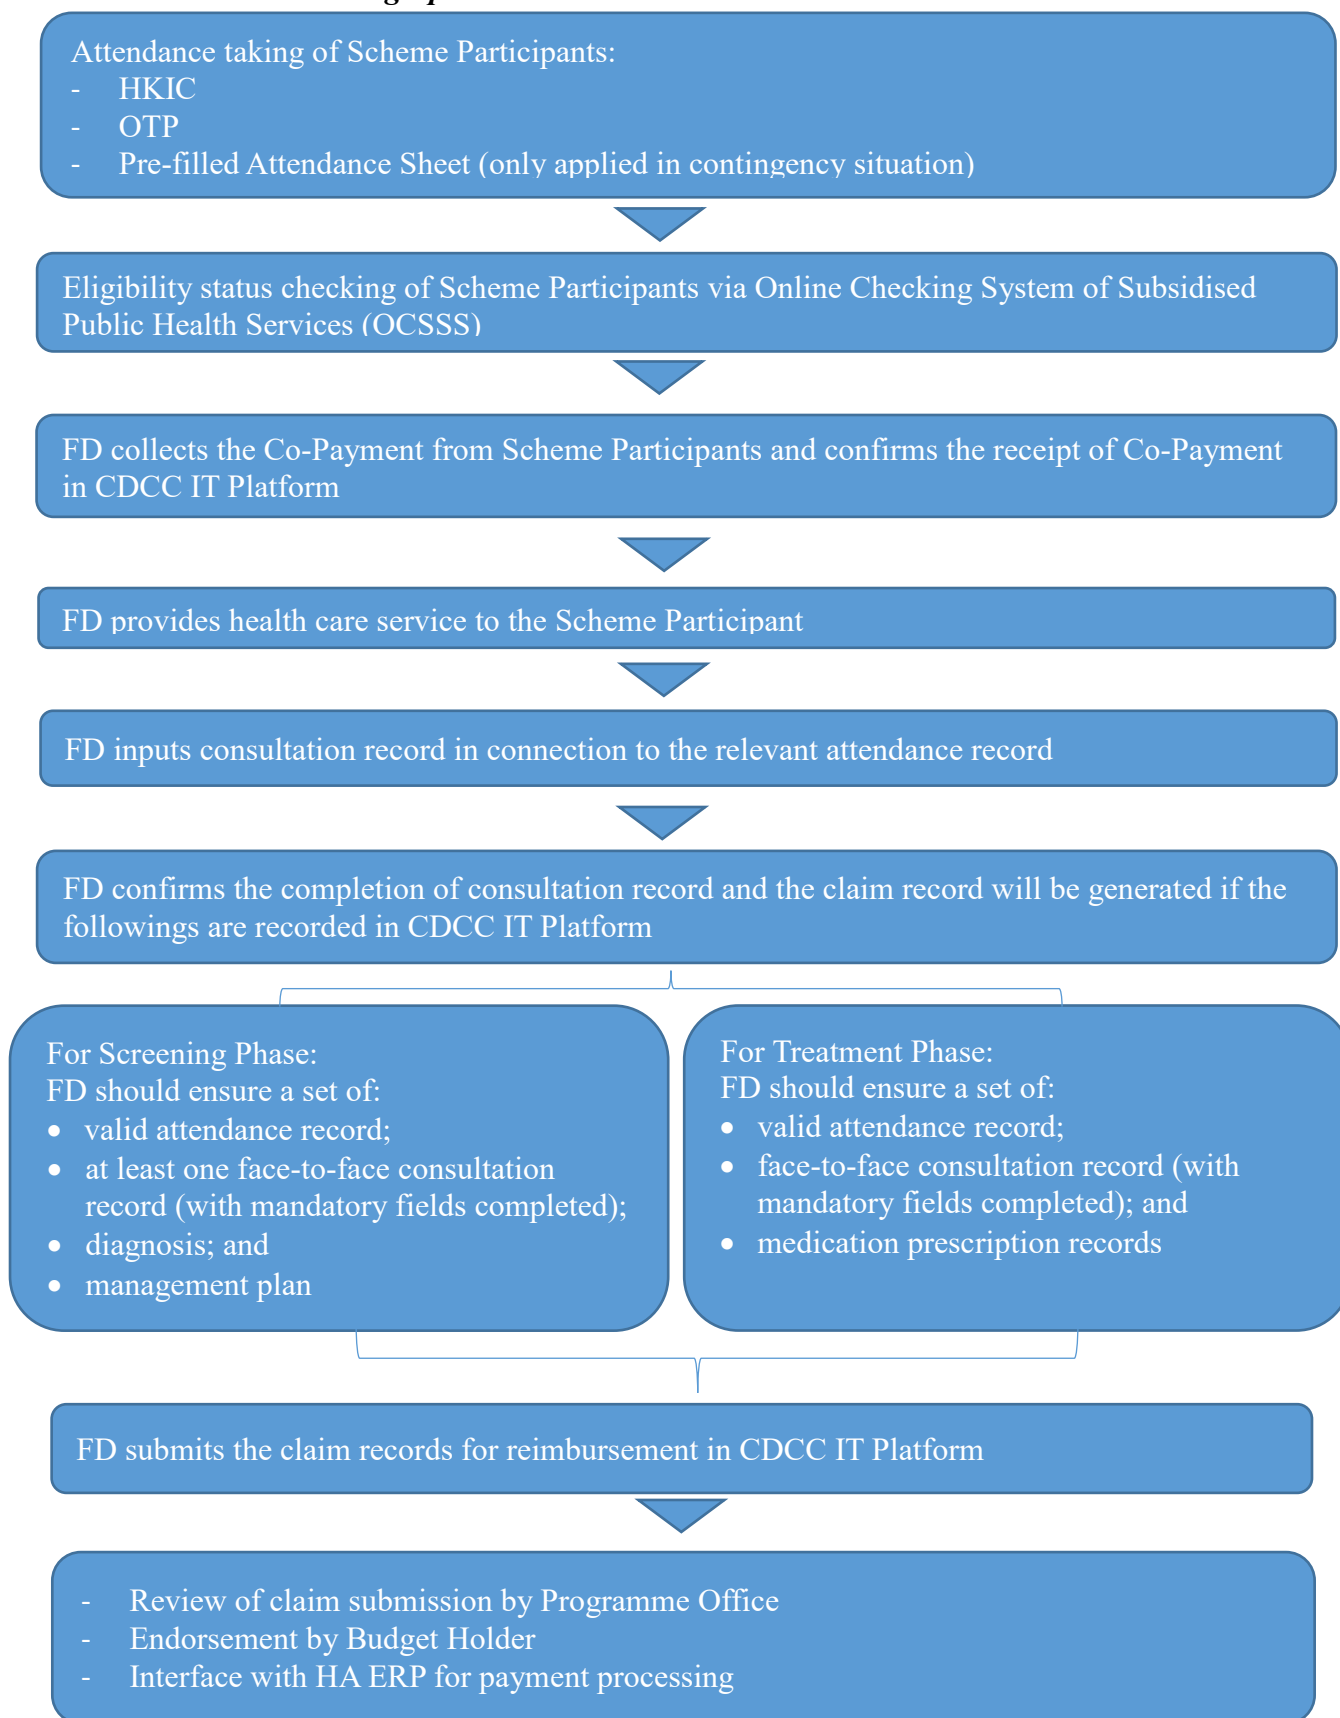 Attendance taking of Scheme Participants:
- HKIC
- OTP
- Pre-filled Attendance Sheet (only applied in contingency situation)
Eligibility status checking of Scheme Participants via Online Checking System of Subsidised
Public Health Services (OCSSS)
FD collects the Co-Payment from Scheme Participants and confirms the receipt of Co-Payment
in CDCC IT Platform
FD provides health care service to the Scheme Participant
FD inputs consultation record in connection to the relevant attendance record
FD confirms the completion of consultation record and the claim record will be generated if the
followings are recorded in CDCC IT Platform
For Screening Phase:
FD should ensure a set of:
• valid attendance record;
• at least one face-to-face consultation
record (with mandatory fields completed);
• diagnosis; and
• management plan
For Treatment Phase:
FD should ensure a set of:
• valid attendance record;
• face-to-face consultation record (with
mandatory fields completed); and
• medication prescription records
FD submits the claim records for reimbursement in CDCC IT Platform
- Review of claim submission by Programme Office
- Endorsement by Budget Holder
- Interface with HA ERP for payment processing